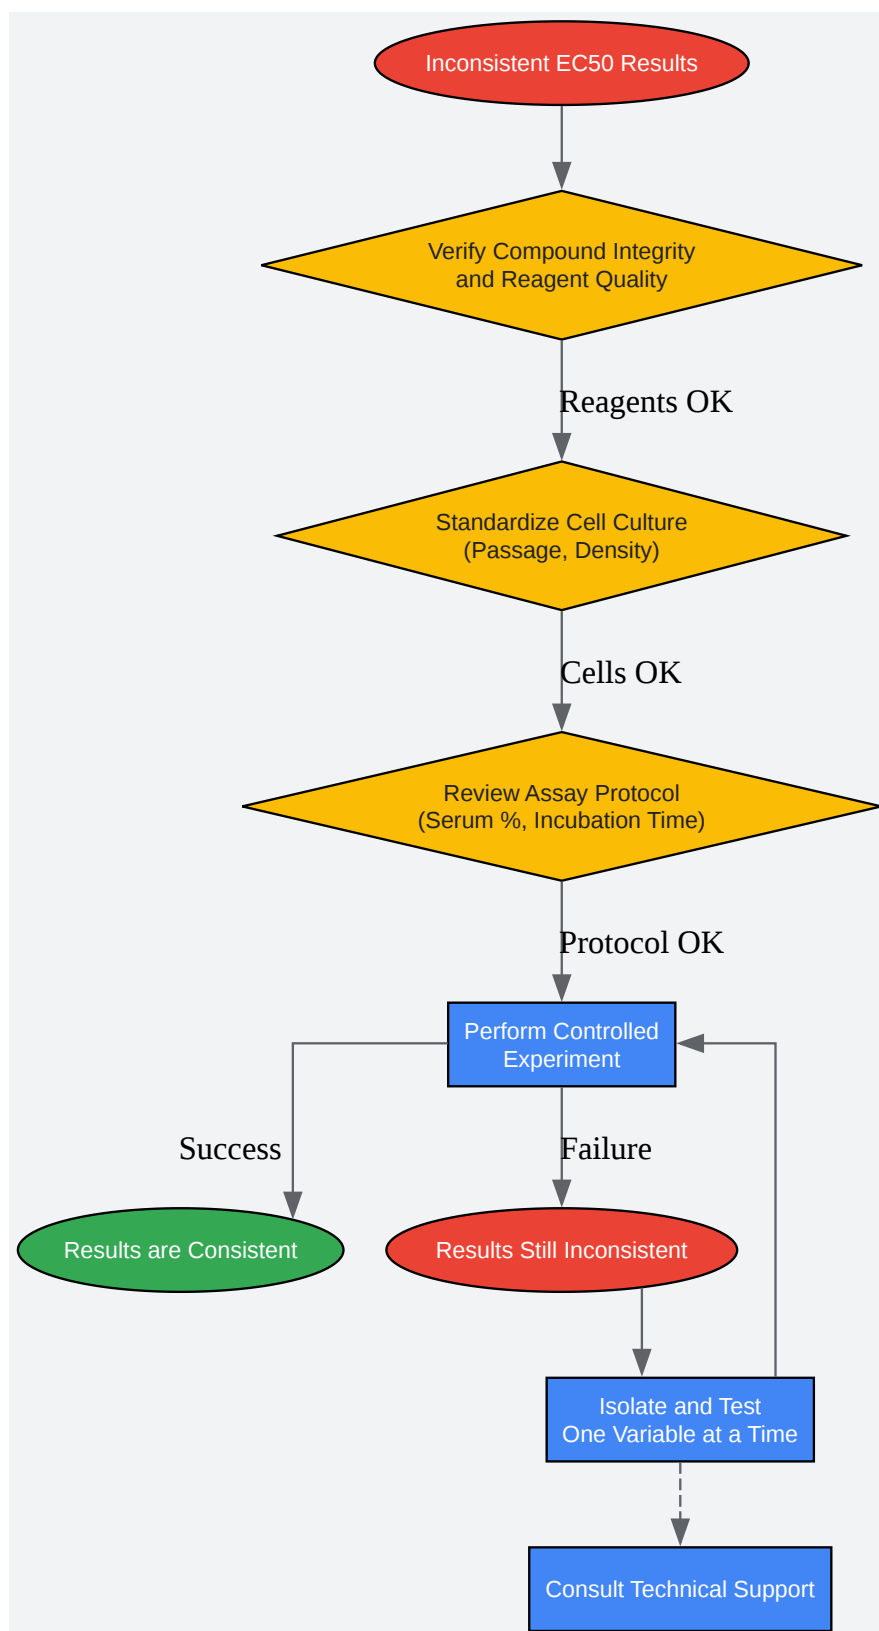 Inconsistent EC50 Results
Verify Compound Integrity
and Reagent Quality
Reagents OK
Standardize Cell Culture
(Passage, Density)
Cells OK
Review Assay Protocol
(Serum %, Incubation Time)
Protocol OK
Perform Controlled
Experiment
Success
Failure
Results are Consistent
Results Still Inconsistent
Isolate and Test
One Variable at a Time
Consult Technical Support